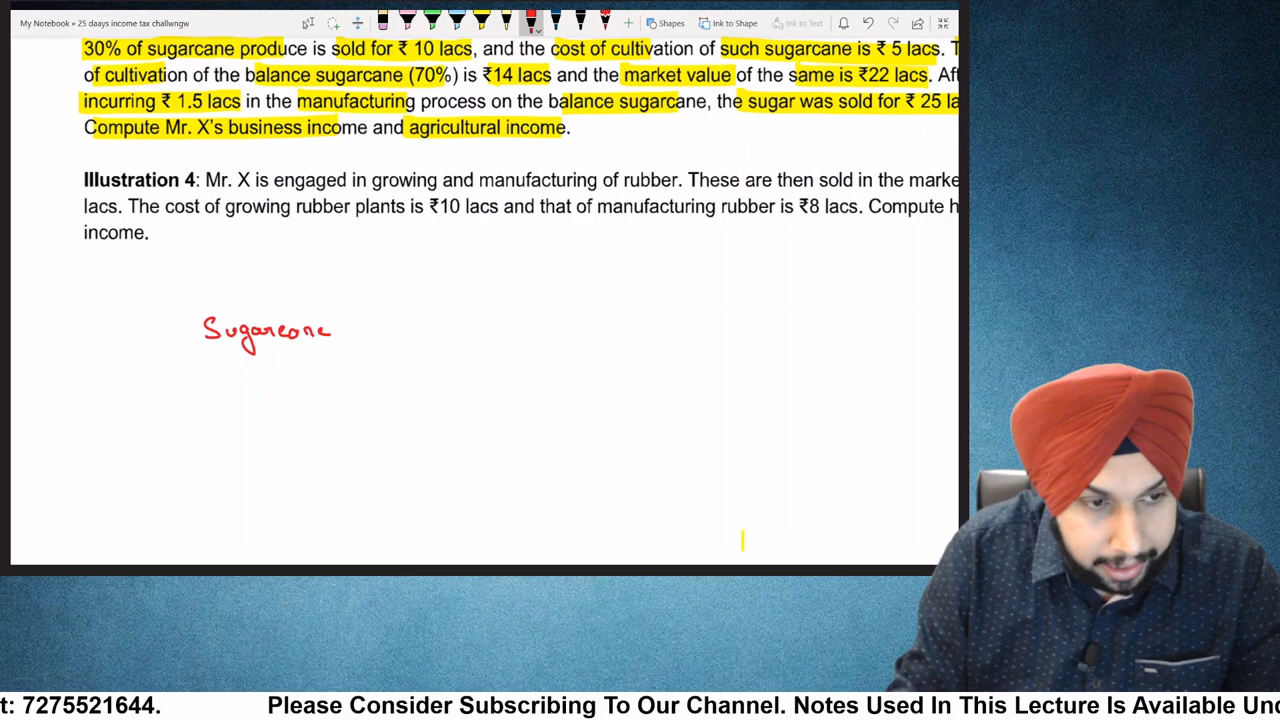 My Notebook » 25 daays income tax challwngw
Shapes
Ink to Shape
Ink to Text
30% of sugarcane produce is sold for ₹ 10 lacs, and the cost of cultivation of such sugarcane is ₹ 5 lacs.
of cultivation of the balance sugarcane (70%) is ₹14 lacs and the market value of the same is ₹22 lacs. Aft
incurring ₹ 1.5 lacs in the manufacturing process on the balance sugarcane, the sugar was sold for ₹ 25 la
Compute Mr. X's business income and agricultural income.
Illustration 4: Mr. X is engaged in growing and manufacturing of rubber. These are then sold in the marke
lacs. The cost of growing rubber plants is ₹10 lacs and that of manufacturing rubber is ₹8 lacs. Compute h
income.
Sugarcane
t: 7275521644. Please Consider Subscribing To Our Channel. Notes Used In This Lecture Is Available Und